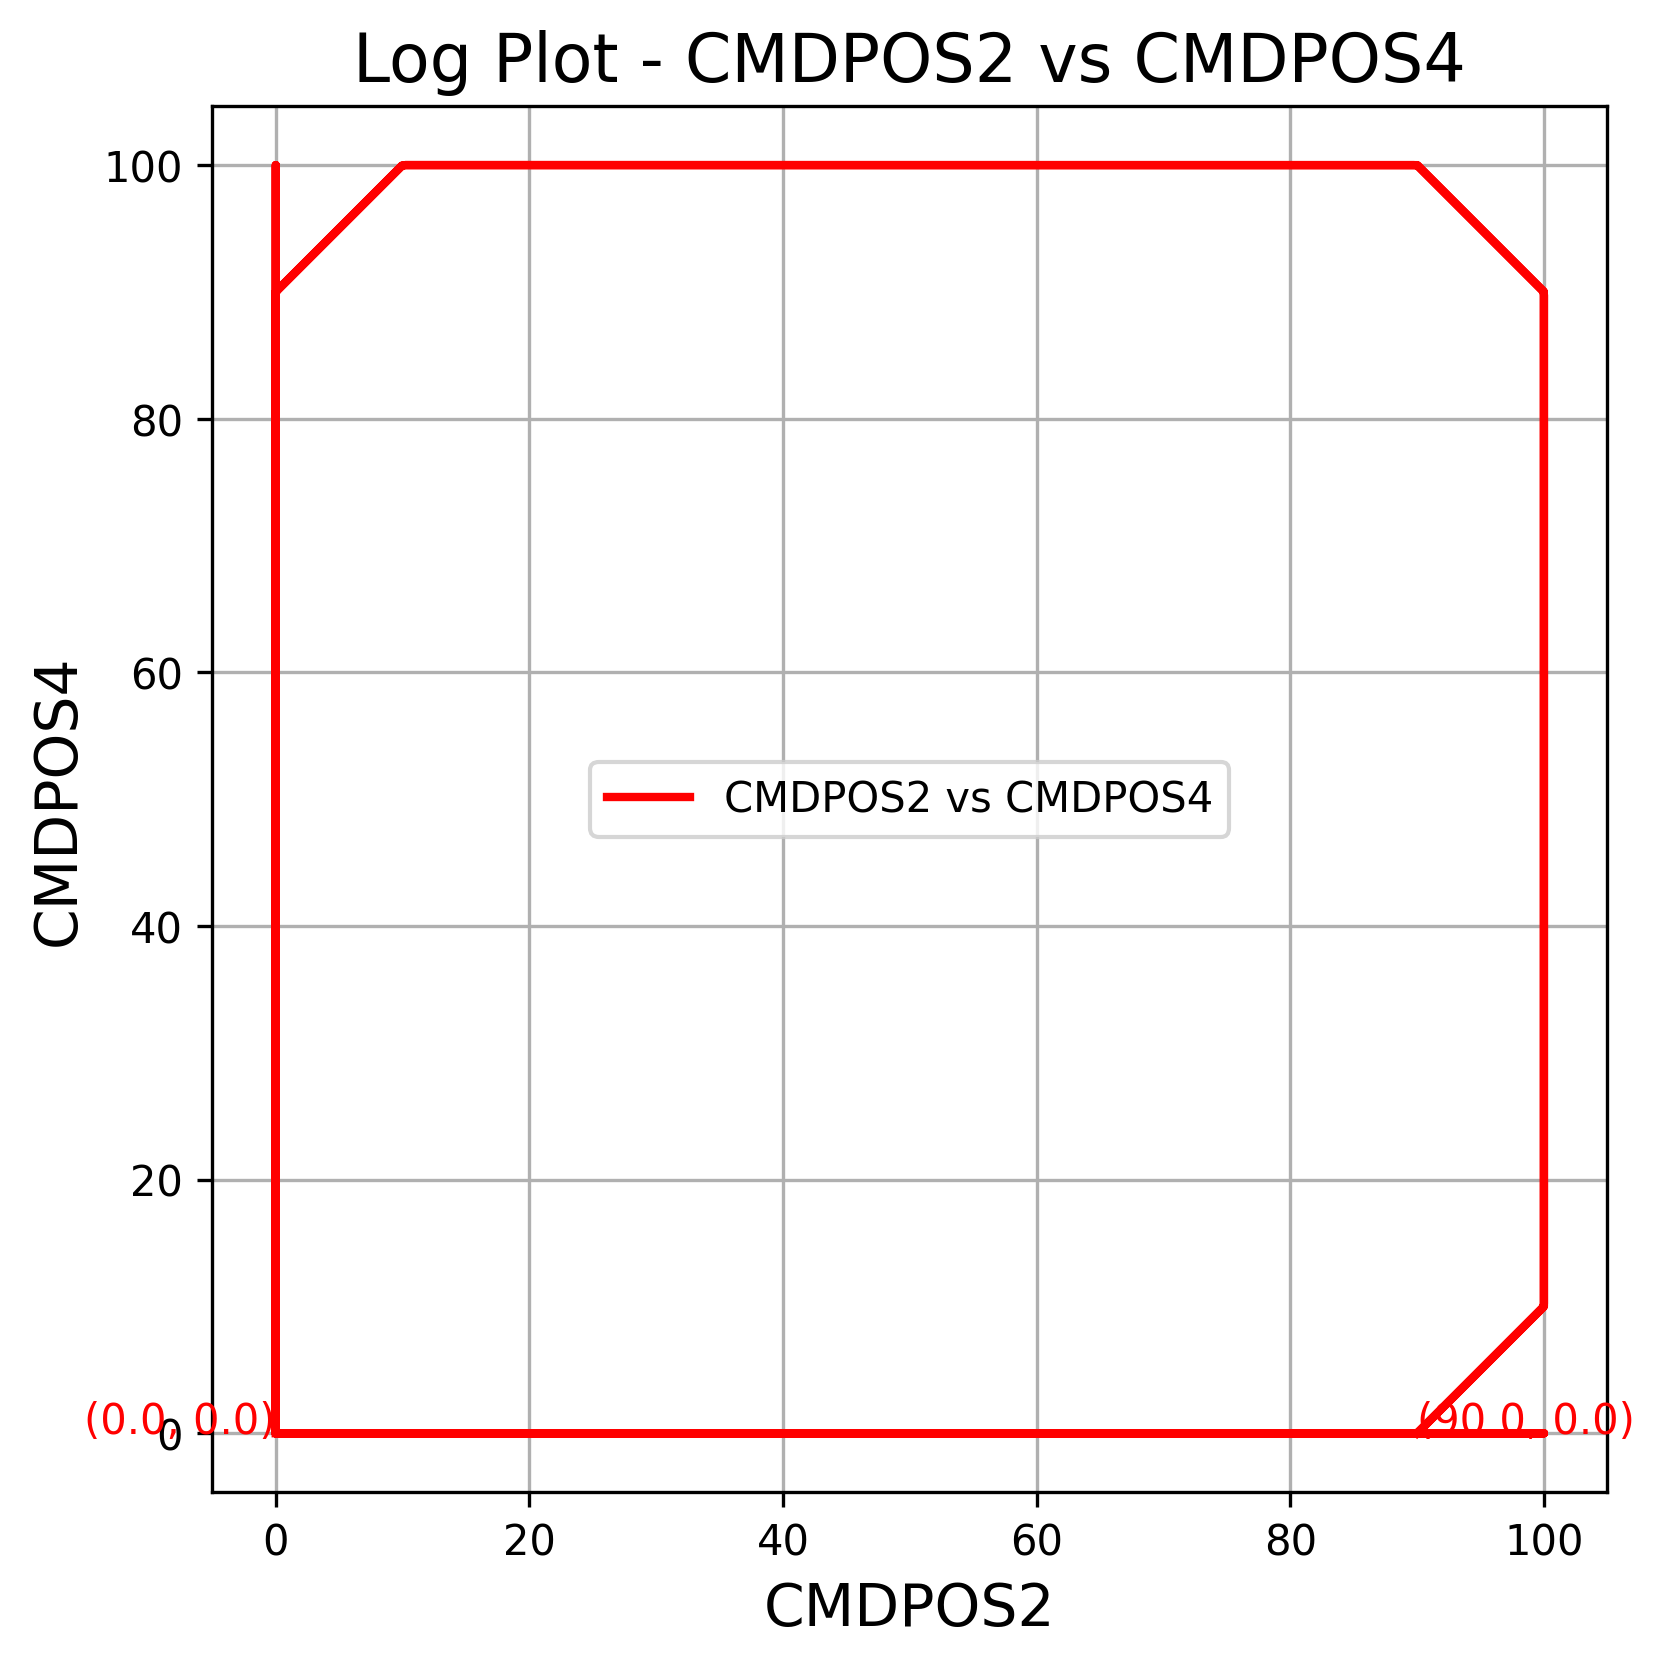 Log Plot - CMDPOS2 vs CMDPOS4
100
80
60
40
20
0
CMDPOS4
CMDPOS2 vs CMDPOS4
(0.0, 0.0)
(90.0, 0.0)
0 20 40 60 80 100
CMDPOS2